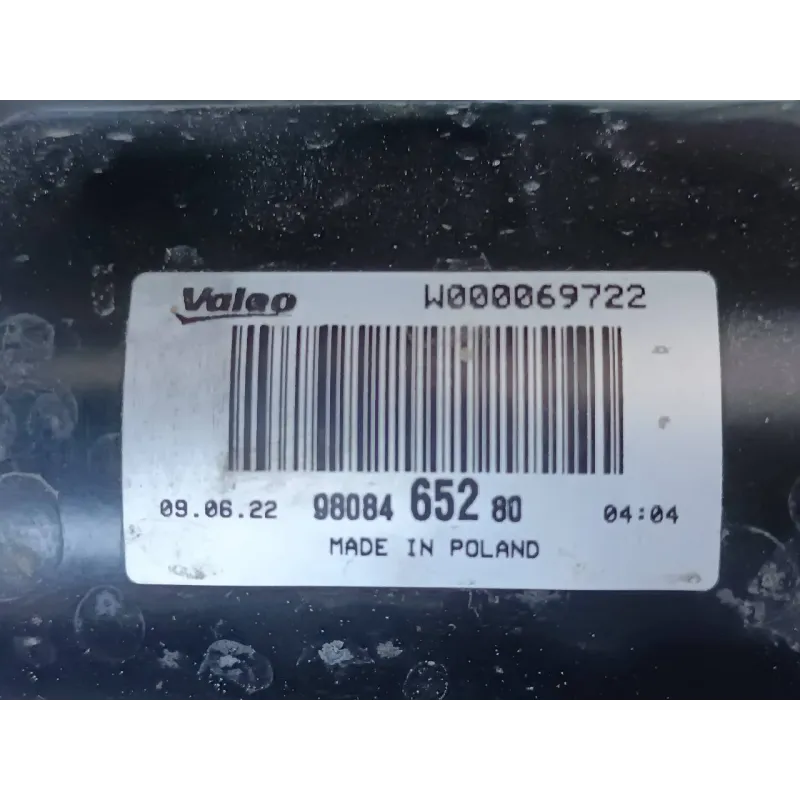 Valeo W000069722
09.06.22 98084 652 80 04:04
MADE IN POLAND